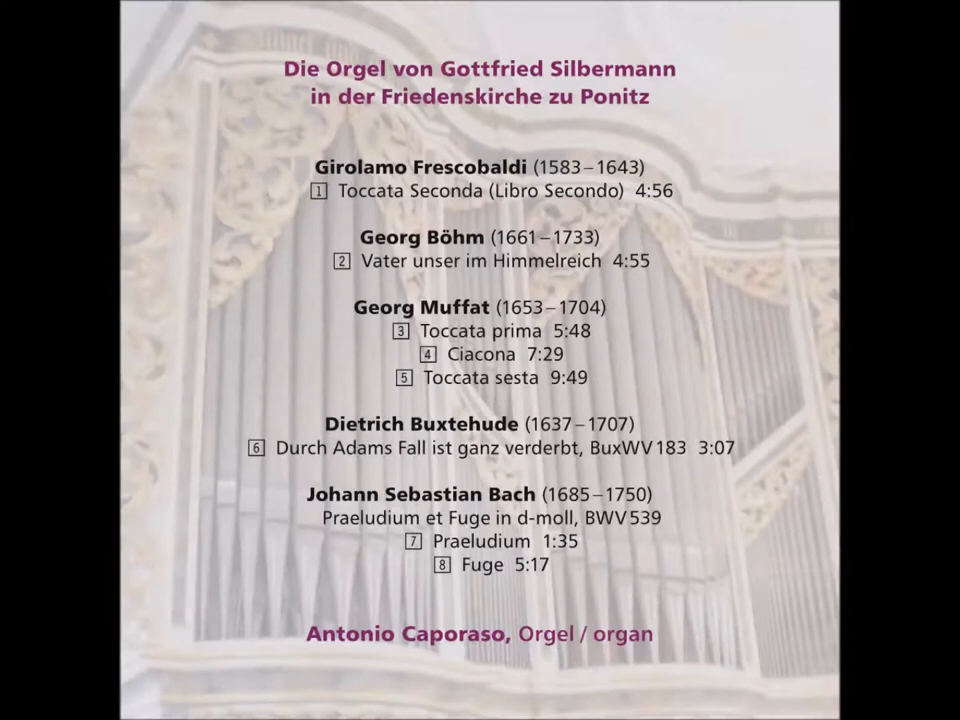 Die Orgel von Gottfried Silbermann
in der Friedenskirche zu Ponitz
Girolamo Frescobaldi (1583–1643)
1 Toccata Seconda (Libro Secondo) 4:56
Georg Böhm (1661–1733)
2 Vater unser im Himmelreich 4:55
Georg Muffat (1653–1704)
3 Toccata prima 5:48
4 Ciacona 7:29
5 Toccata sesta 9:49
Dietrich Buxtehude (1637–1707)
6 Durch Adams Fall ist ganz verderbt, BuxWV 183 3:07
Johann Sebastian Bach (1685–1750)
Praeludium et Fuge in d-moll, BWV 539
7 Praeludium 1:35
8 Fuge 5:17
Antonio Caporaso, Orgel / organ